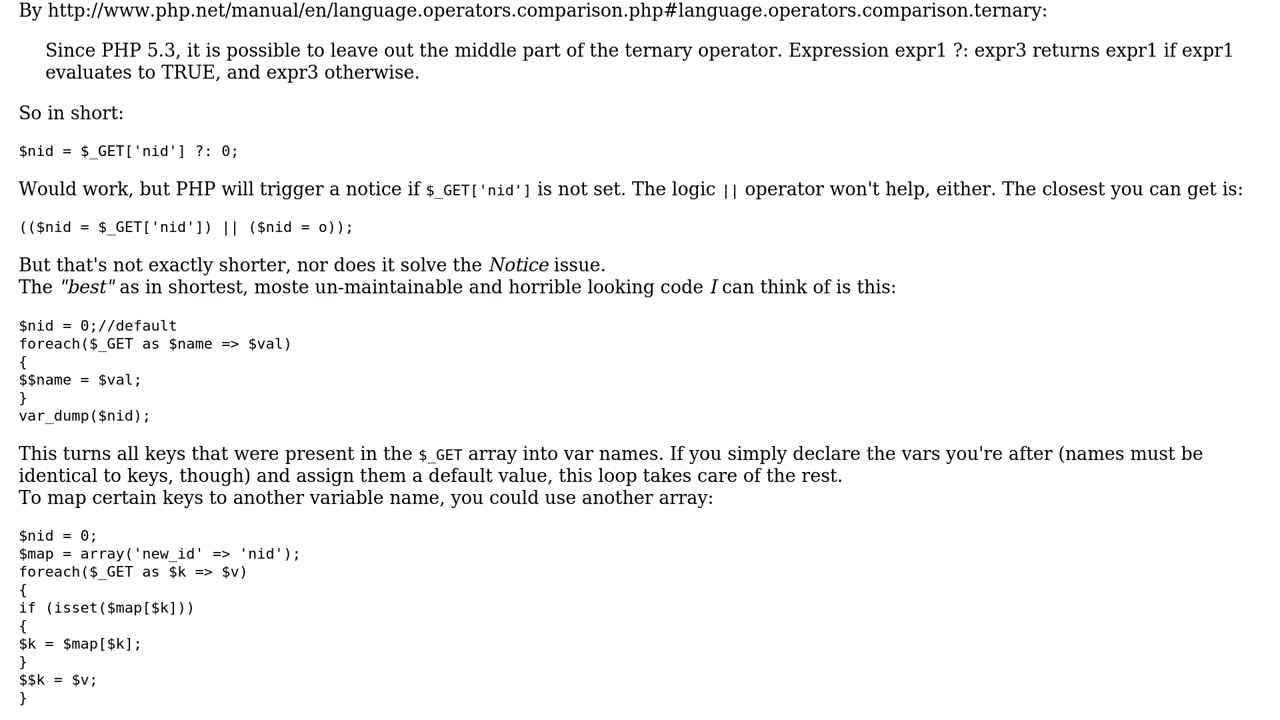 By http://www.php.net/manual/en/language.operators.comparison.php#language.operators.comparison.ternary:
Since PHP 5.3, it is possible to leave out the middle part of the ternary operator. Expression expr1 ?: expr3 returns expr1 if expr1
evaluates to TRUE, and expr3 otherwise.
So in short:
$nid = $_GET['nid'] ?: 0;
Would work, but PHP will trigger a notice if $_GET['nid'] is not set. The logic || operator won't help, either. The closest you can get is:
(($nid = $_GET['nid']) || ($nid = o));
But that's not exactly shorter, nor does it solve the Notice issue.
The "best" as in shortest, moste un-maintainable and horrible looking code I can think of is this:
$nid = 0;//default
foreach($_GET as $name => $val)
{
$$name = $val;
}
var_dump($nid);
This turns all keys that were present in the $_GET array into var names. If you simply declare the vars you're after (names must be
identical to keys, though) and assign them a default value, this loop takes care of the rest.
To map certain keys to another variable name, you could use another array:
$nid = 0;
$map = array('new_id' => 'nid');
foreach($_GET as $k => $v)
{
if (isset($map[$k]))
{
$k = $map[$k];
}
$$k = $v;
}